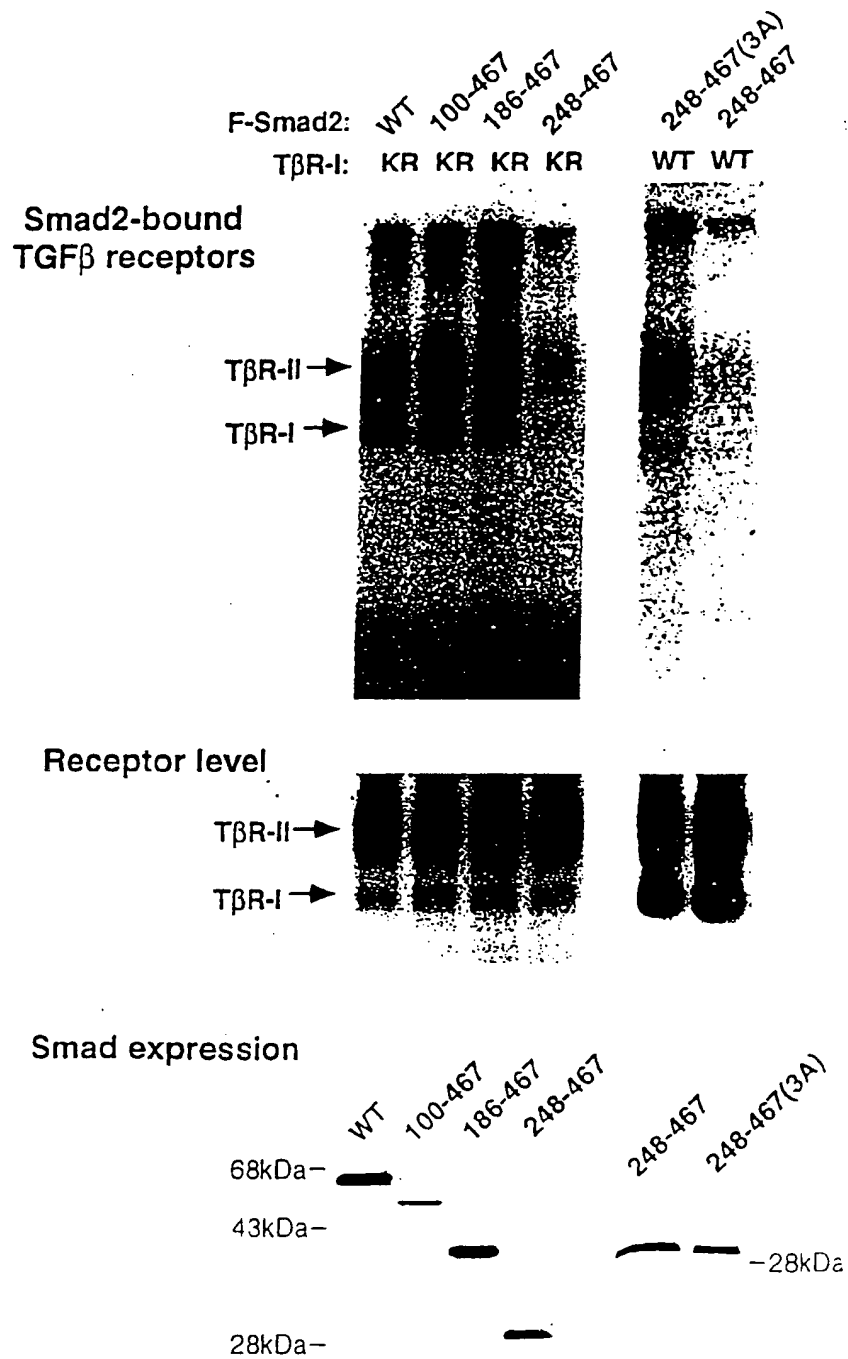 F-Smad2: WT 100-467 186-467 248-467 248-467(3A) 248-467
TβR-I: KR KR KR KR WT WT
Smad2-bound
TGFβ receptors
TβR-II
TβR-I
Receptor level
TβR-II
TβR-I
Smad expression
WT 100-467 186-467 248-467 248-467 248-467(3A)
68kDa–
43kDa–
–28kDa
28kDa–